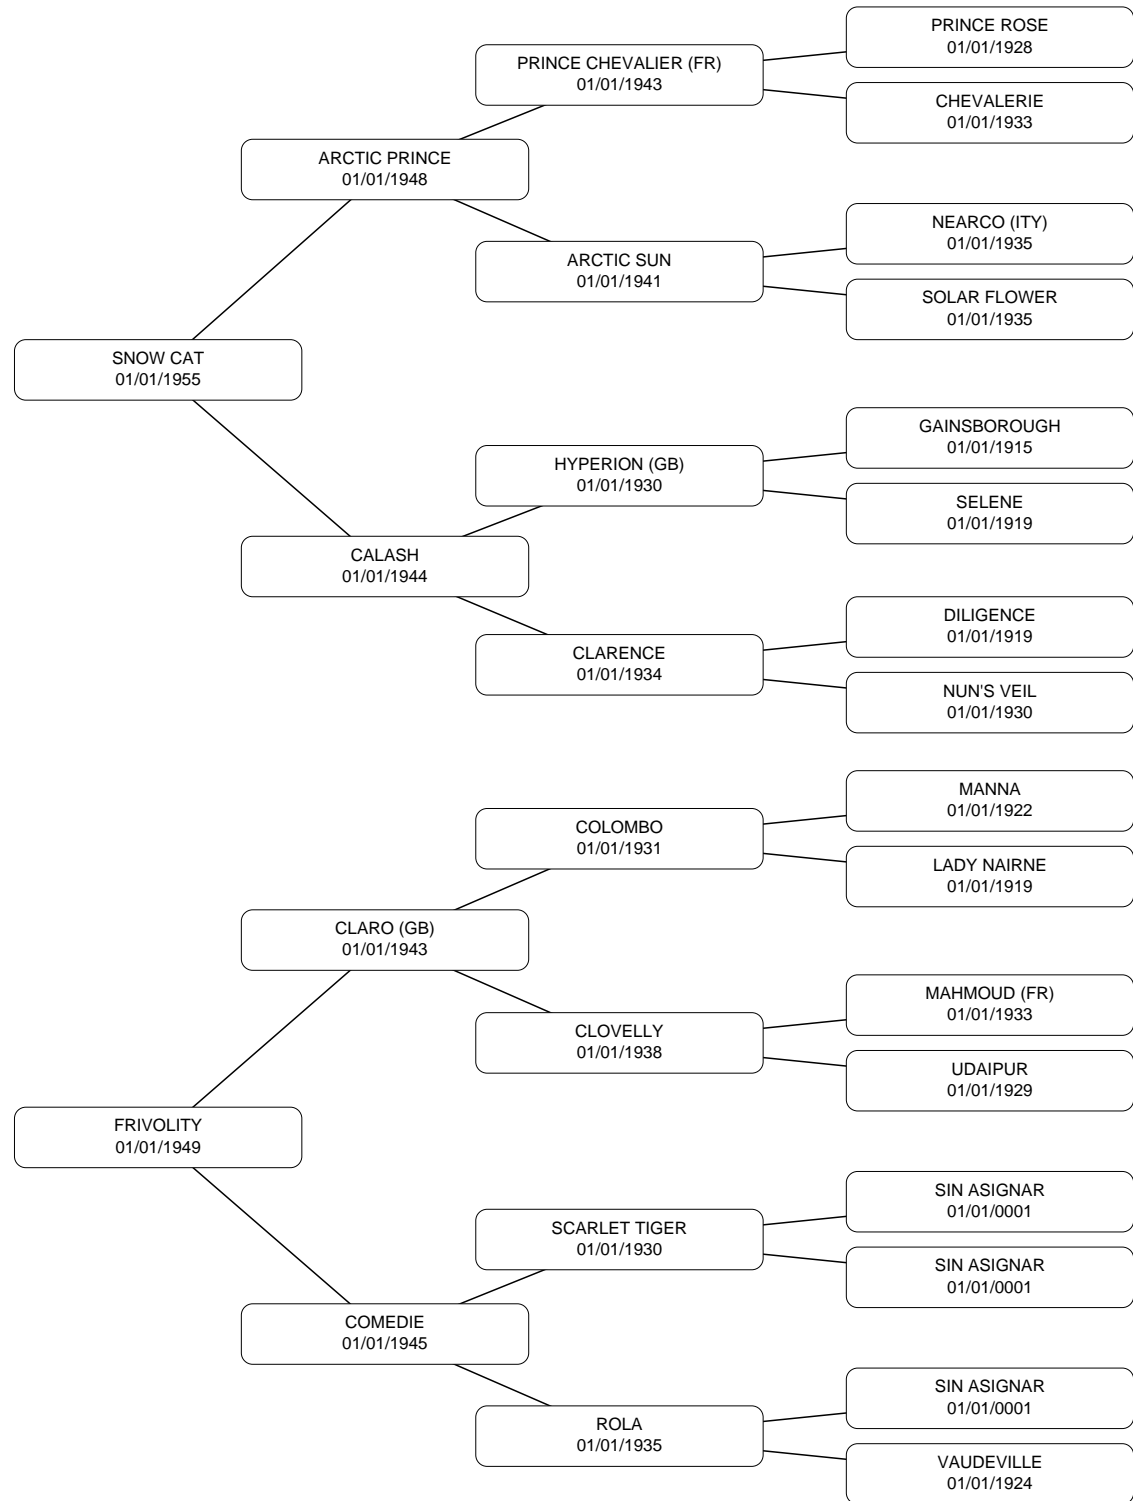 PRINCE ROSE
01/01/1928
PRINCE CHEVALIER (FR)
01/01/1943
CHEVALERIE
01/01/1933
ARCTIC PRINCE
01/01/1948
NEARCO (ITY)
01/01/1935
ARCTIC SUN
01/01/1941
SOLAR FLOWER
01/01/1935
SNOW CAT
01/01/1955
GAINSBOROUGH
01/01/1915
HYPERION (GB)
01/01/1930
SELENE
01/01/1919
CALASH
01/01/1944
DILIGENCE
01/01/1919
CLARENCE
01/01/1934
NUN'S VEIL
01/01/1930
MANNA
01/01/1922
COLOMBO
01/01/1931
LADY NAIRNE
01/01/1919
CLARO (GB)
01/01/1943
MAHMOUD (FR)
01/01/1933
CLOVELLY
01/01/1938
UDAIPUR
01/01/1929
FRIVOLITY
01/01/1949
SIN ASIGNAR
01/01/0001
SCARLET TIGER
01/01/1930
SIN ASIGNAR
01/01/0001
COMEDIE
01/01/1945
SIN ASIGNAR
01/01/0001
ROLA
01/01/1935
VAUDEVILLE
01/01/1924